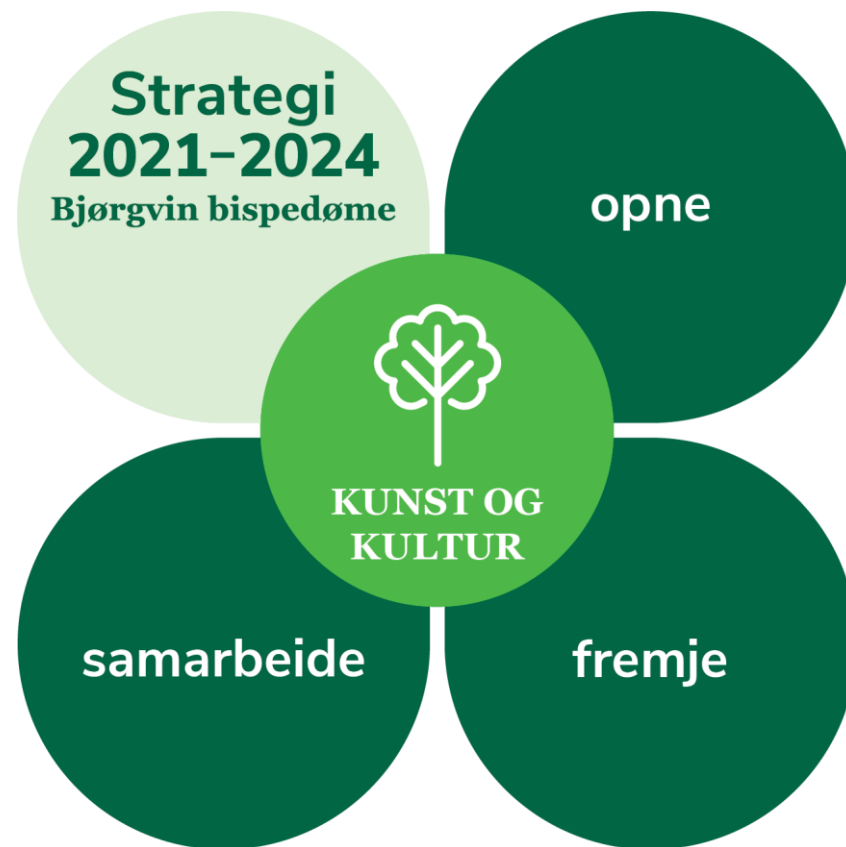 Strategi
2021–2024
Bjørgvin bispedøme
opne
KUNST OG
KULTUR
samarbeide
fremje